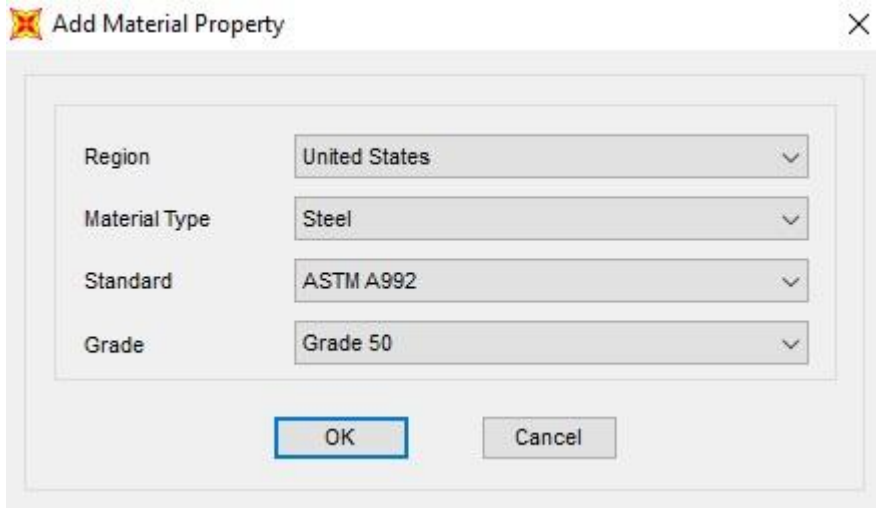 Add Material Property
Region United States
Material Type Steel
Standard ASTM A992
Grade Grade 50
OK Cancel